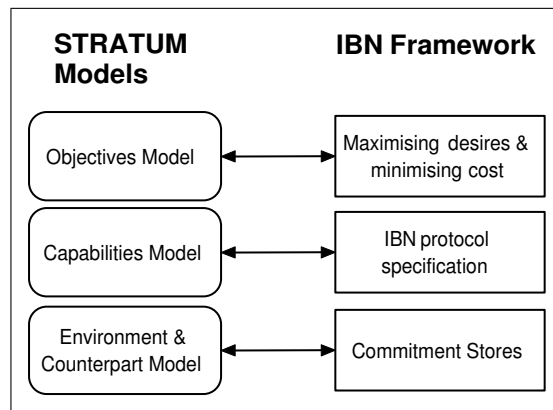 STRATUM
Models
IBN Framework
Objectives Model
Maximising desires &
minimising cost
Capabilities Model
IBN protocol
specification
Environment &
Counterpart Model
Commitment Stores